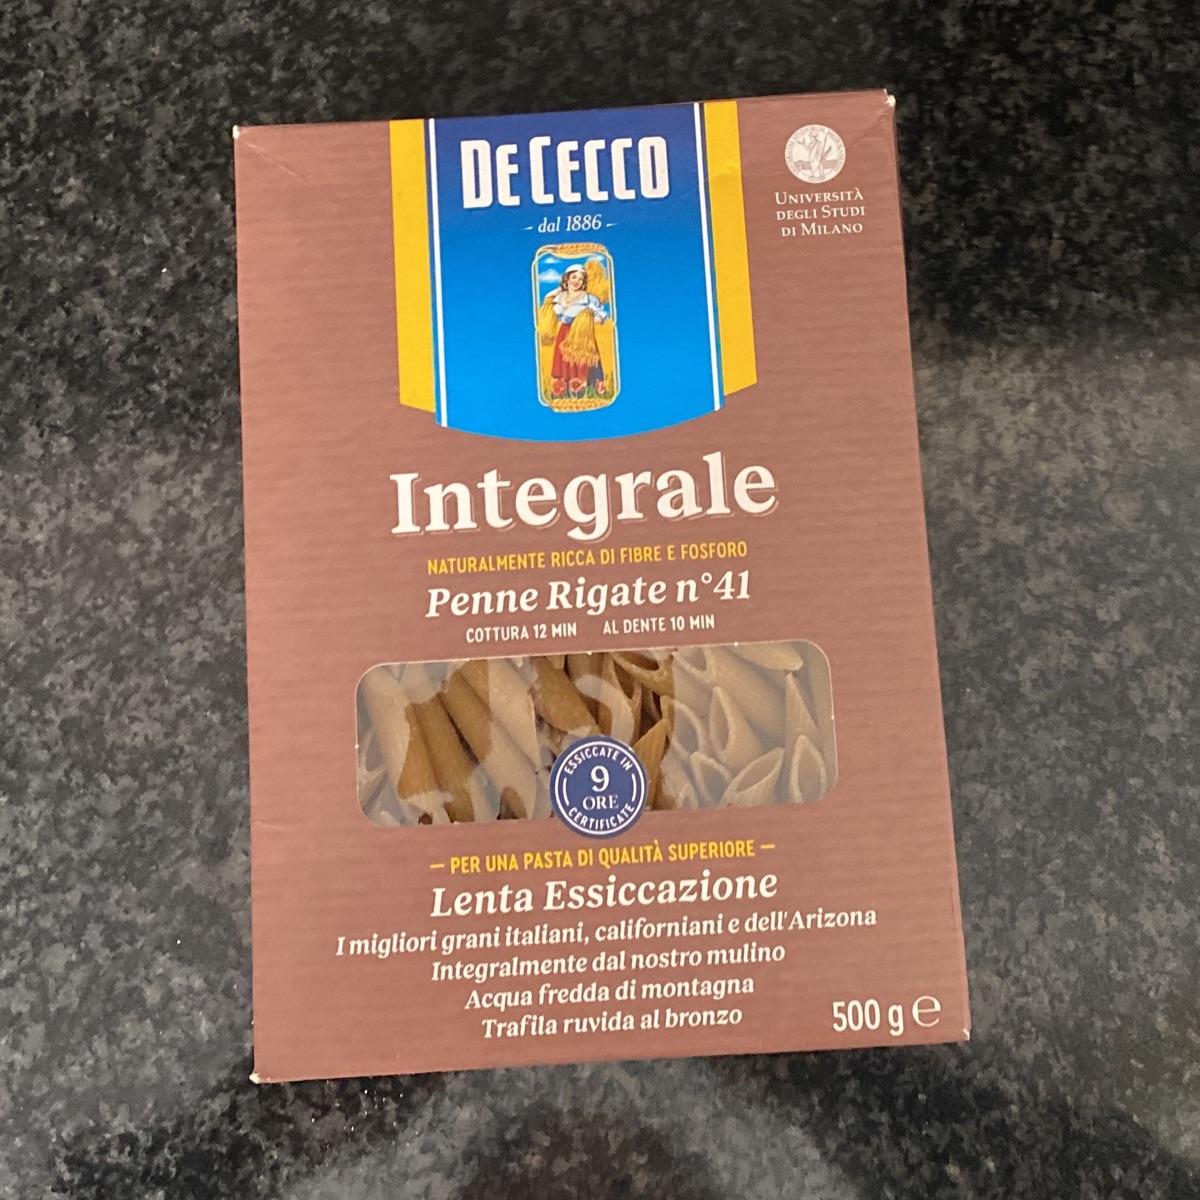 DE CECCO
- dal 1886 -
UNIVERSITÀ
DEGLI STUDI
DI MILANO
Integrale
NATURALMENTE RICCA DI FIBRE E FOSFORO
Penne Rigate n°41
COTTURA 12 MIN AL DENTE 10 MIN
ESSICCATE IN
9
ORE
CERTIFICATE
— PER UNA PASTA DI QUALITÀ SUPERIORE —
Lenta Essiccazione
I migliori grani italiani, californiani e dell'Arizona
Integralmente dal nostro mulino
Acqua fredda di montagna
Trafila ruvida al bronzo
500 g e